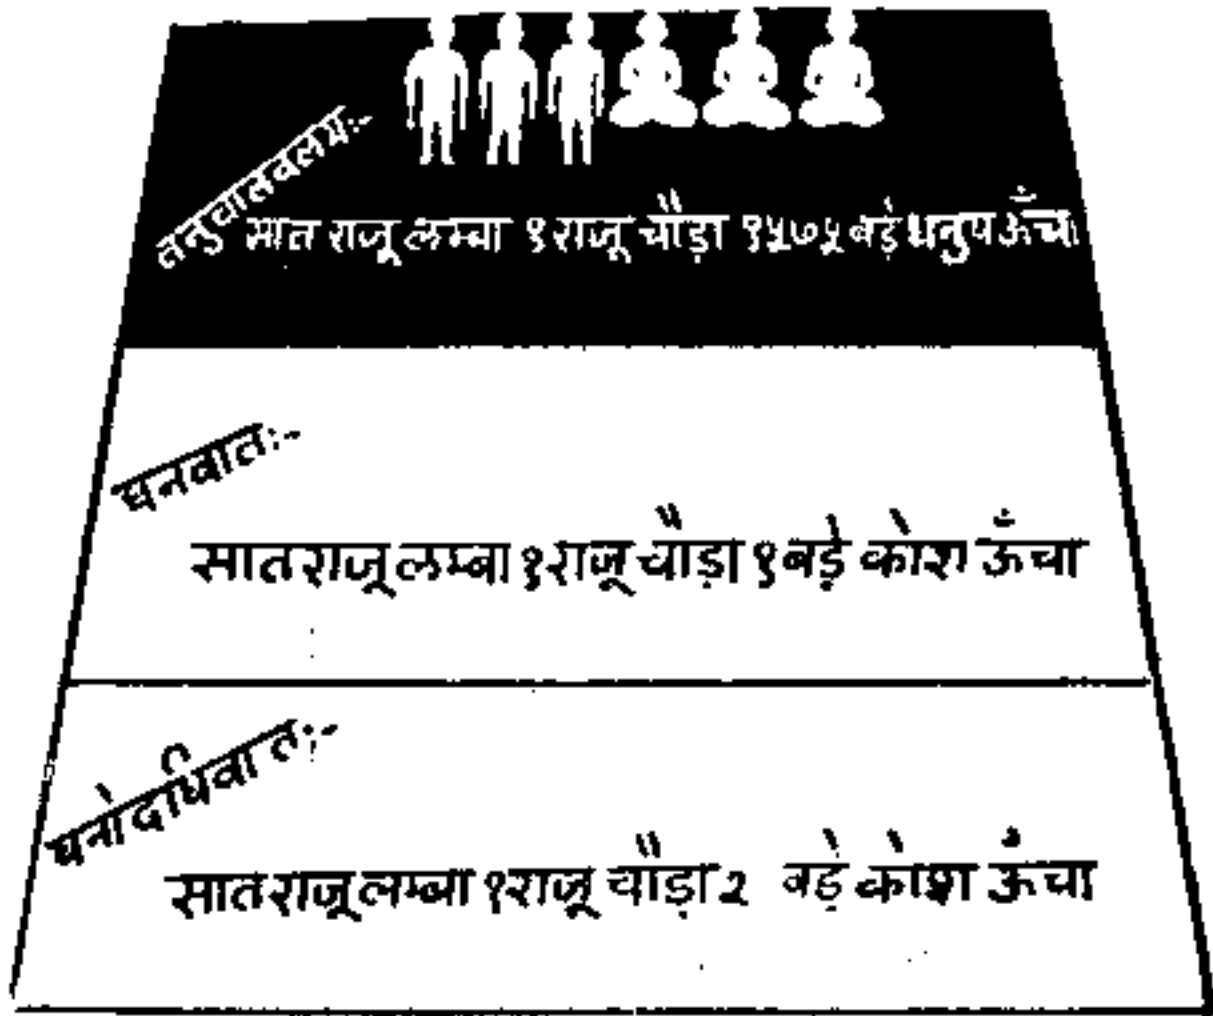 तनुवातवलयः-
सात राजू लम्बा १ राजू चौड़ा १५७५ बड़े धनुष ऊँचा
घनवातः-
सात राजू लम्बा १ राजू चौड़ा १ बड़े कोश ऊँचा
घनोदधिवातः-
सात राजू लम्बा १ राजू चौड़ा २ बड़े कोश ऊँचा